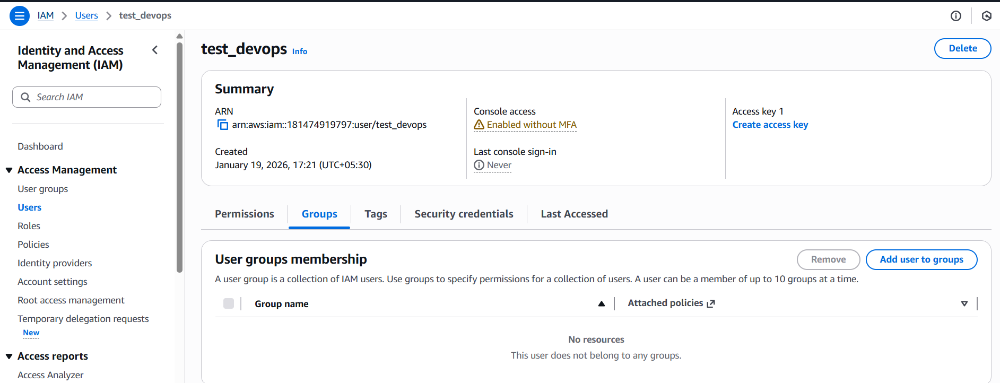 IAM > Users > test_devops
Identity and Access
Management (IAM)
Search IAM
Dashboard
Access Management
User groups
Users
Roles
Policies
Identity providers
Account settings
Root access management
Temporary delegation requests
New
Access reports
Access Analyzer
test_devops Info
Delete
Summary
ARN
arn:aws:iam::181474919797:user/test_devops
Created
January 19, 2026, 17:21 (UTC+05:30)
Console access
Enabled without MFA
Last console sign-in
Never
Access key 1
Create access key
Permissions
Groups
Tags
Security credentials
Last Accessed
User groups membership
Remove
Add user to groups
A user group is a collection of IAM users. Use groups to specify permissions for a collection of users. A user can be a member of up to 10 groups at a time.
Group name
Attached policies
No resources
This user does not belong to any groups.